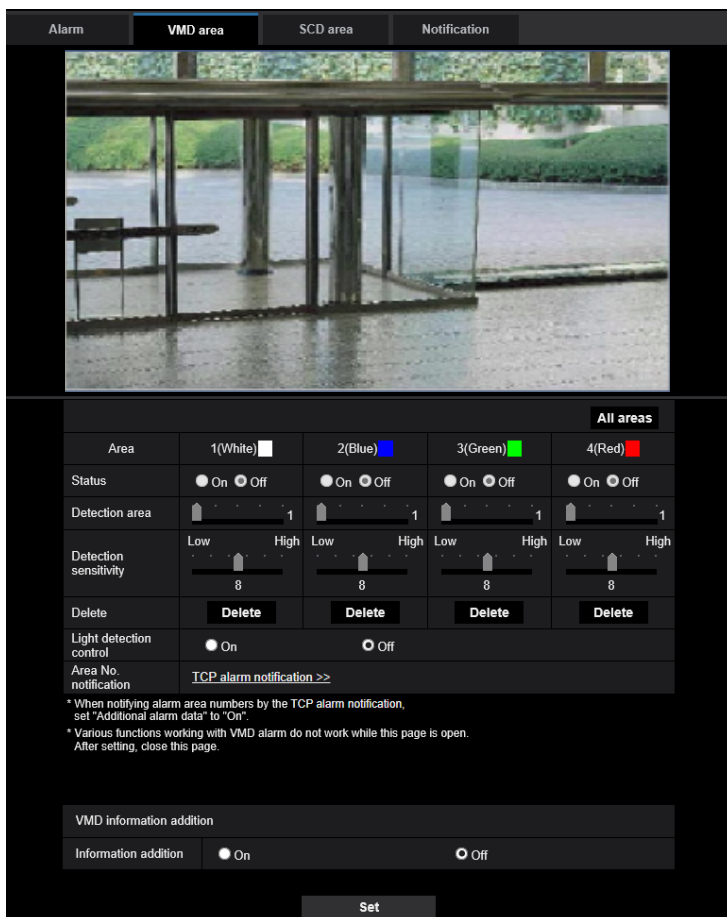 Alarm VMD area SCD area Notification
All areas
Area 1(White) 2(Blue) 3(Green) 4(Red)
Status On Off On Off On Off On Off
Detection area 1 1 1 1
Detection sensitivity Low High Low High Low High Low High
8 8 8 8
Delete Delete Delete Delete Delete
Light detection control On Off
Area No. notification TCP alarm notification >>
* When notifying alarm area numbers by the TCP alarm notification,
set "Additional alarm data" to "On".
* Various functions working with VMD alarm do not work while this page is open.
After setting, close this page.
VMD information addition
Information addition On Off
Set